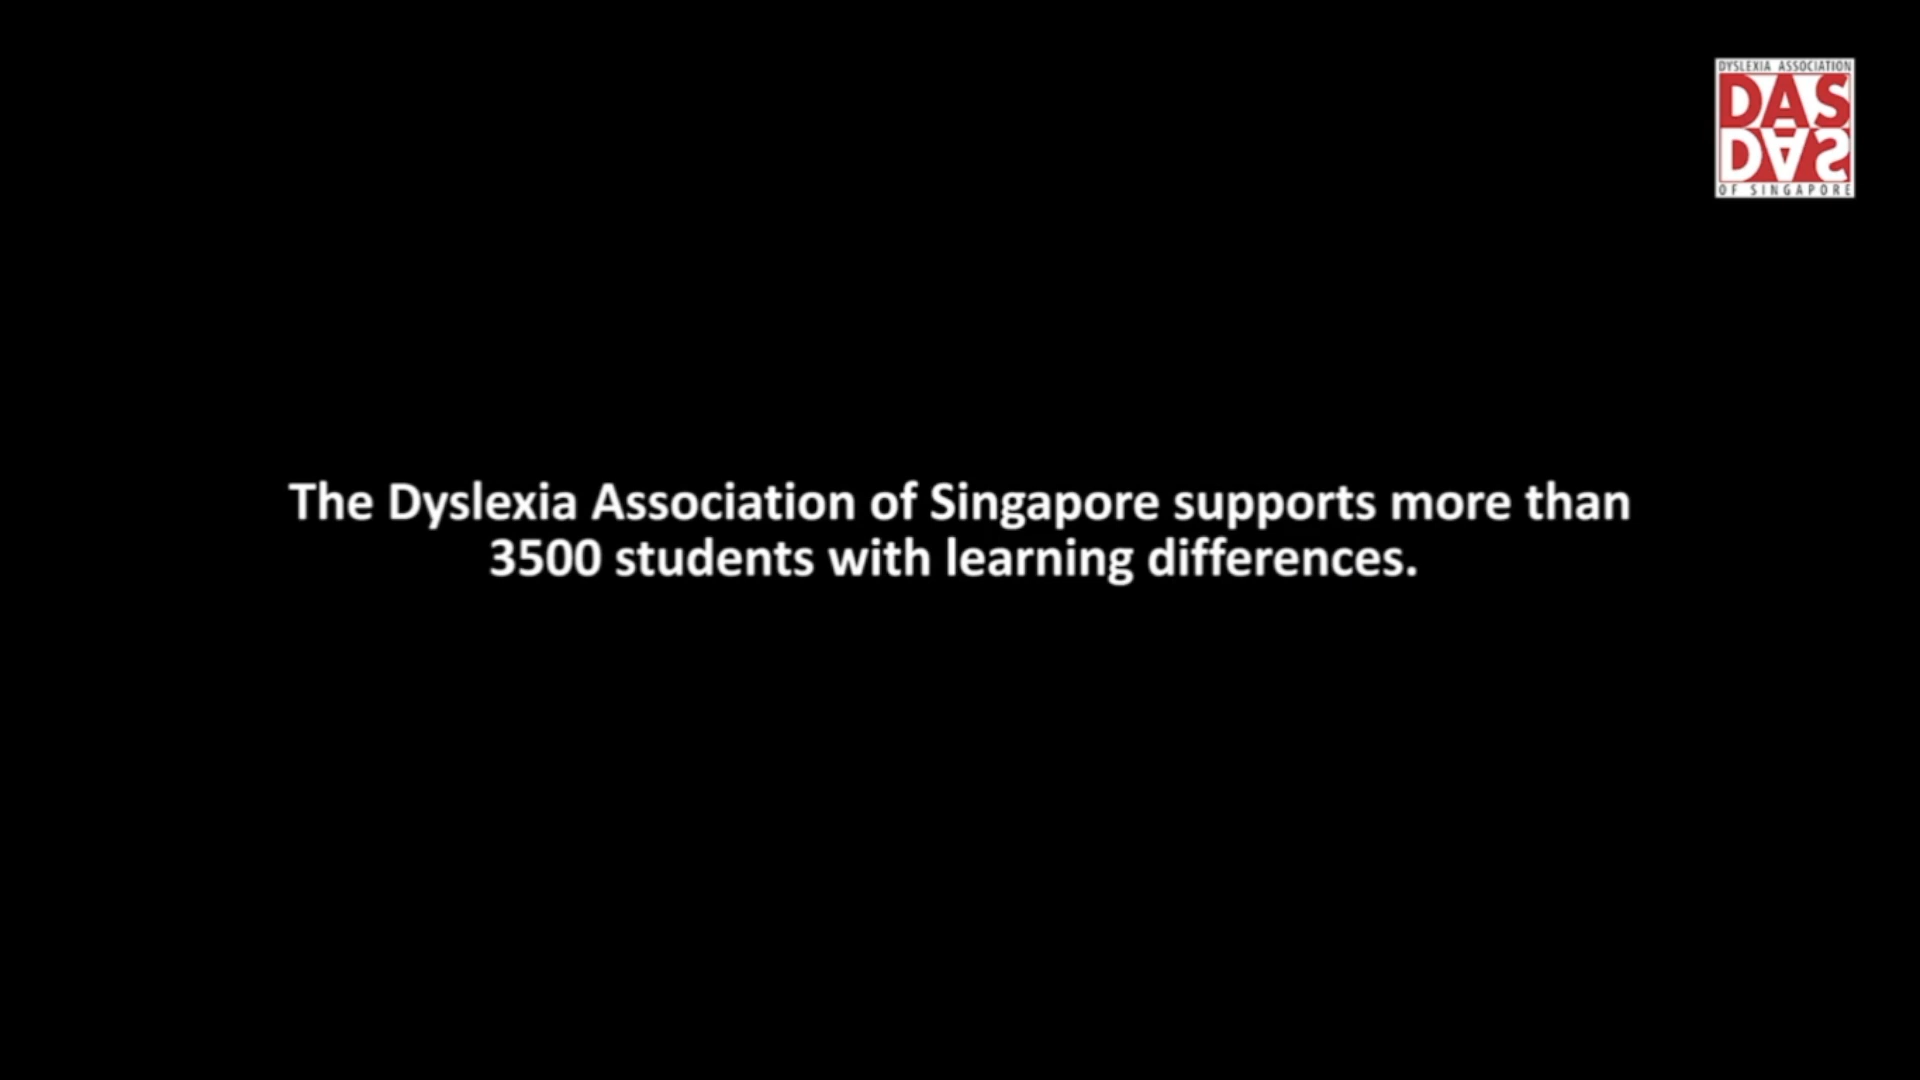 DYSLEXIA ASSOCIATION
DAS
DAS
OF SINGAPORE
The Dyslexia Association of Singapore supports more than
3500 students with learning differences.